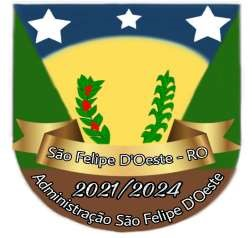 São Felipe D'Oeste - RO
2021/2024
Administração São Felipe D'Oeste